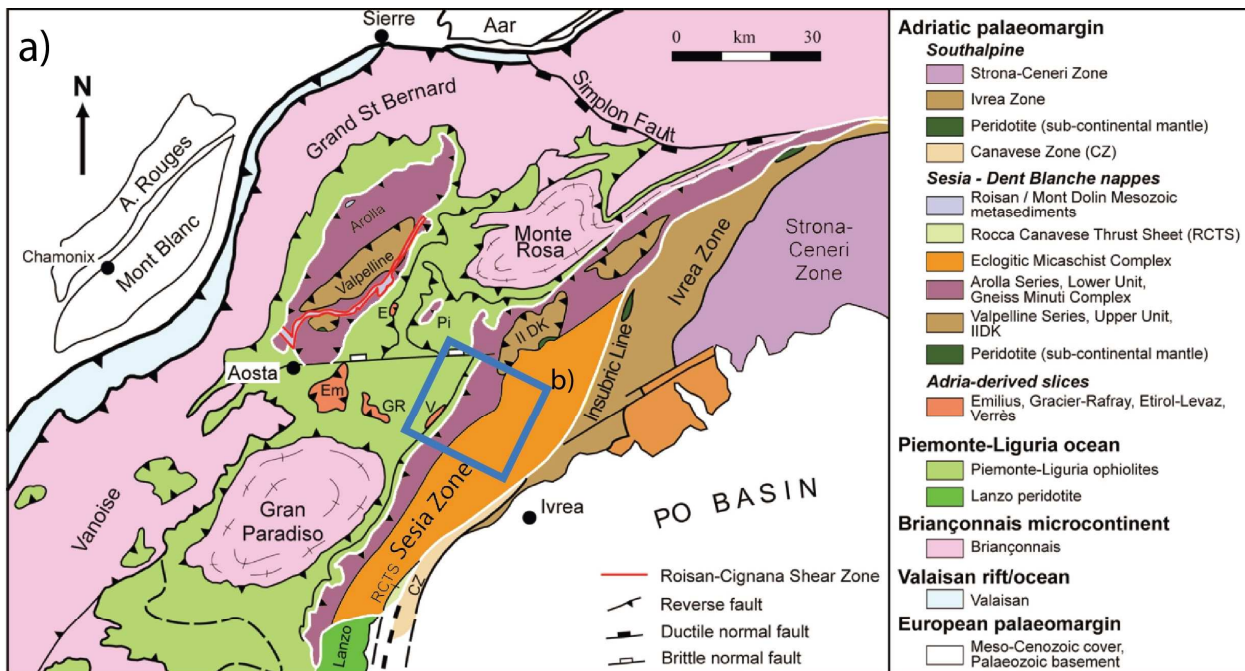 a)
Sierre
Aar
0 km 30
N
Simplon Fault
Grand St Bernard
A. Rouges
Chamonix
Mont Blanc
Arolla
Valpelline
Monte
Rosa
Strona-
Ceneri
Zone
Ivrea Zone
E
Pi
II DK
Aosta
b)
Insubric Line
Em
GR
V
Vanoise
Gran
Paradiso
Sesia Zone
Ivrea
PO BASIN
RCTS
CZ
Lanzo
Roisan-Cignana Shear Zone
Reverse fault
Ductile normal fault
Brittle normal fault
Adriatic palaeomargin
Southalpine
Strona-Ceneri Zone
Ivrea Zone
Peridotite (sub-continental mantle)
Canavese Zone (CZ)
Sesia - Dent Blanche nappes
Roisan / Mont Dolin Mesozoic
metasediments
Rocca Canavese Thrust Sheet (RCTS)
Eclogitic Micaschist Complex
Arolla Series, Lower Unit,
Gneiss Minuti Complex
Valpelline Series, Upper Unit,
IIDK
Peridotite (sub-continental mantle)
Adria-derived slices
Emilius, Gracier-Rafray, Etirol-Levaz,
Verrès
Piemonte-Liguria ocean
Piemonte-Liguria ophiolites
Lanzo peridotite
Briançonnais microcontinent
Briançonnais
Valaisan rift/ocean
Valaisan
European palaeomargin
Meso-Cenozoic cover,
Palaeozoic basement